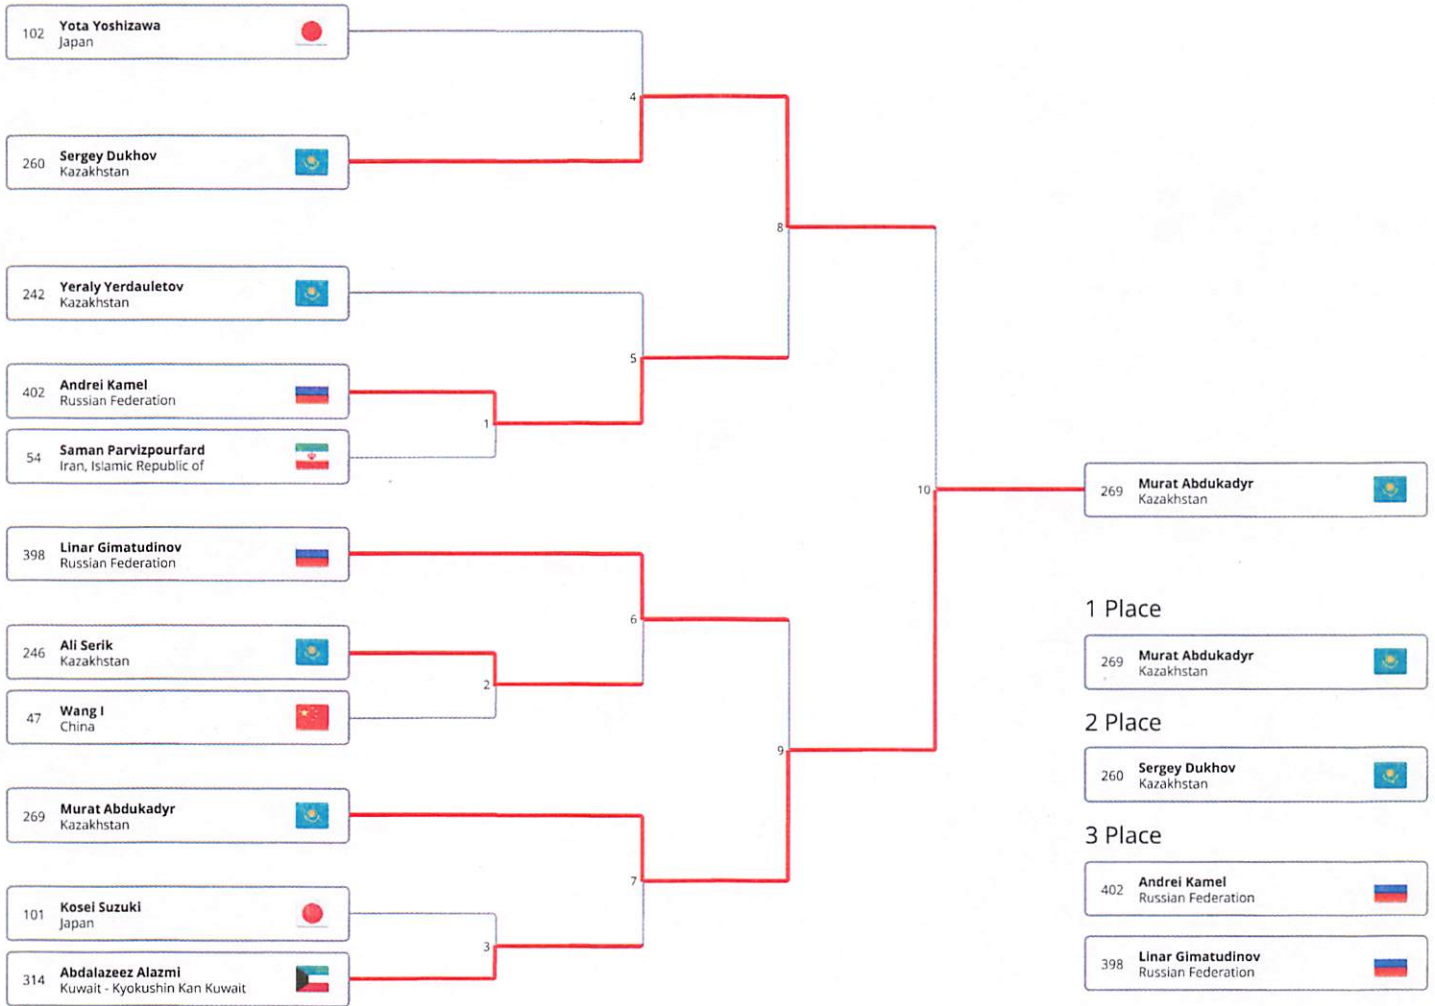 102 Yota Yoshizawa
Japan
4
260 Sergey Dukhov
Kazakhstan
8
242 Yeraly Yerdauletov
Kazakhstan
5
402 Andrei Kamel
Russian Federation
1
54 Saman Parvizpourfard
Iran, Islamic Republic of
10
398 Linar Gimatudinov
Russian Federation
6
246 Ali Serik
Kazakhstan
2
47 Wang I
China
9
269 Murat Abdukadyr
Kazakhstan
7
101 Kosei Suzuki
Japan
3
314 Abdalazeez Alazmi
Kuwait - Kyokushin Kan Kuwait
269 Murat Abdukadyr
Kazakhstan
1 Place
269 Murat Abdukadyr
Kazakhstan
2 Place
260 Sergey Dukhov
Kazakhstan
3 Place
402 Andrei Kamel
Russian Federation
398 Linar Gimatudinov
Russian Federation